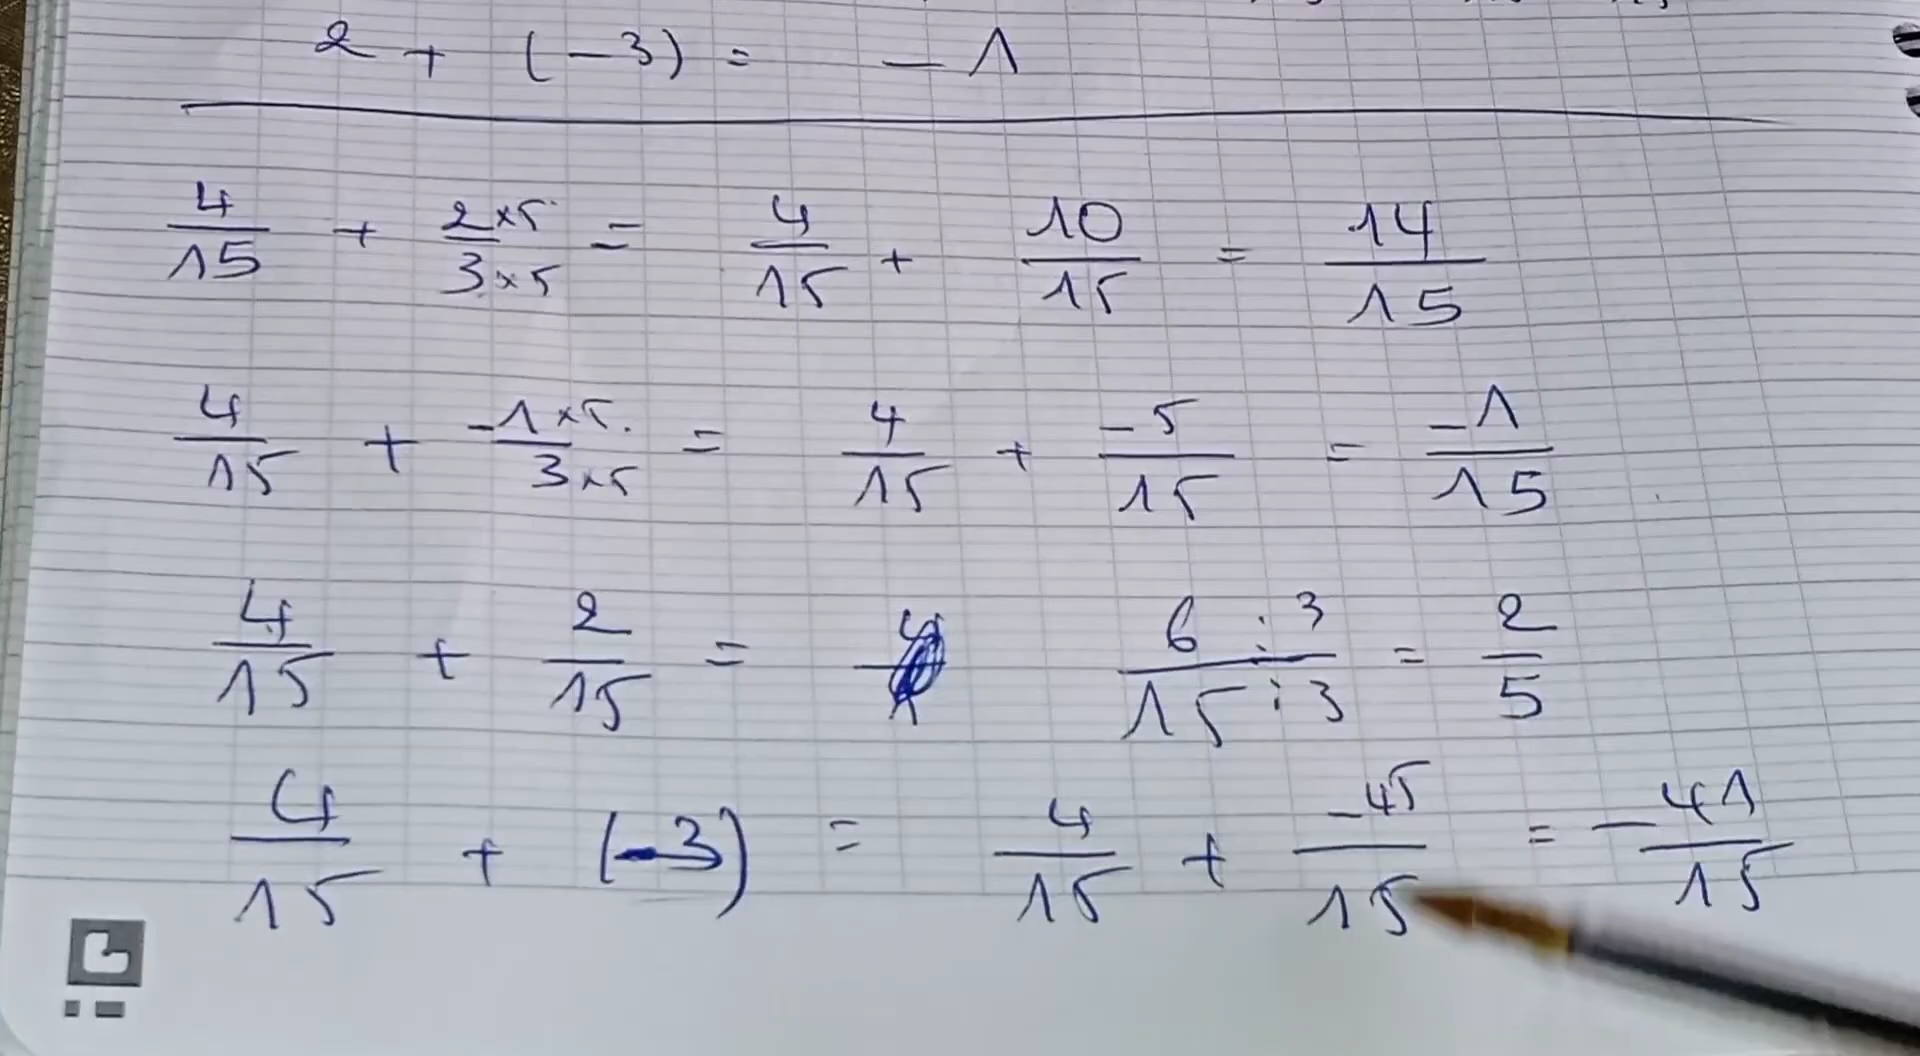 2 + (-3) = -1
4/15 + 2×5/3×5 = 4/15 + 10/15 = 14/15
4/15 + -1×5/3×5 = 4/15 + -5/15 = -1/15
4/15 + 2/15 = 6:3/15:3 = 2/5
4/15 + (-3) = 4/15 + -45/15 = -41/15